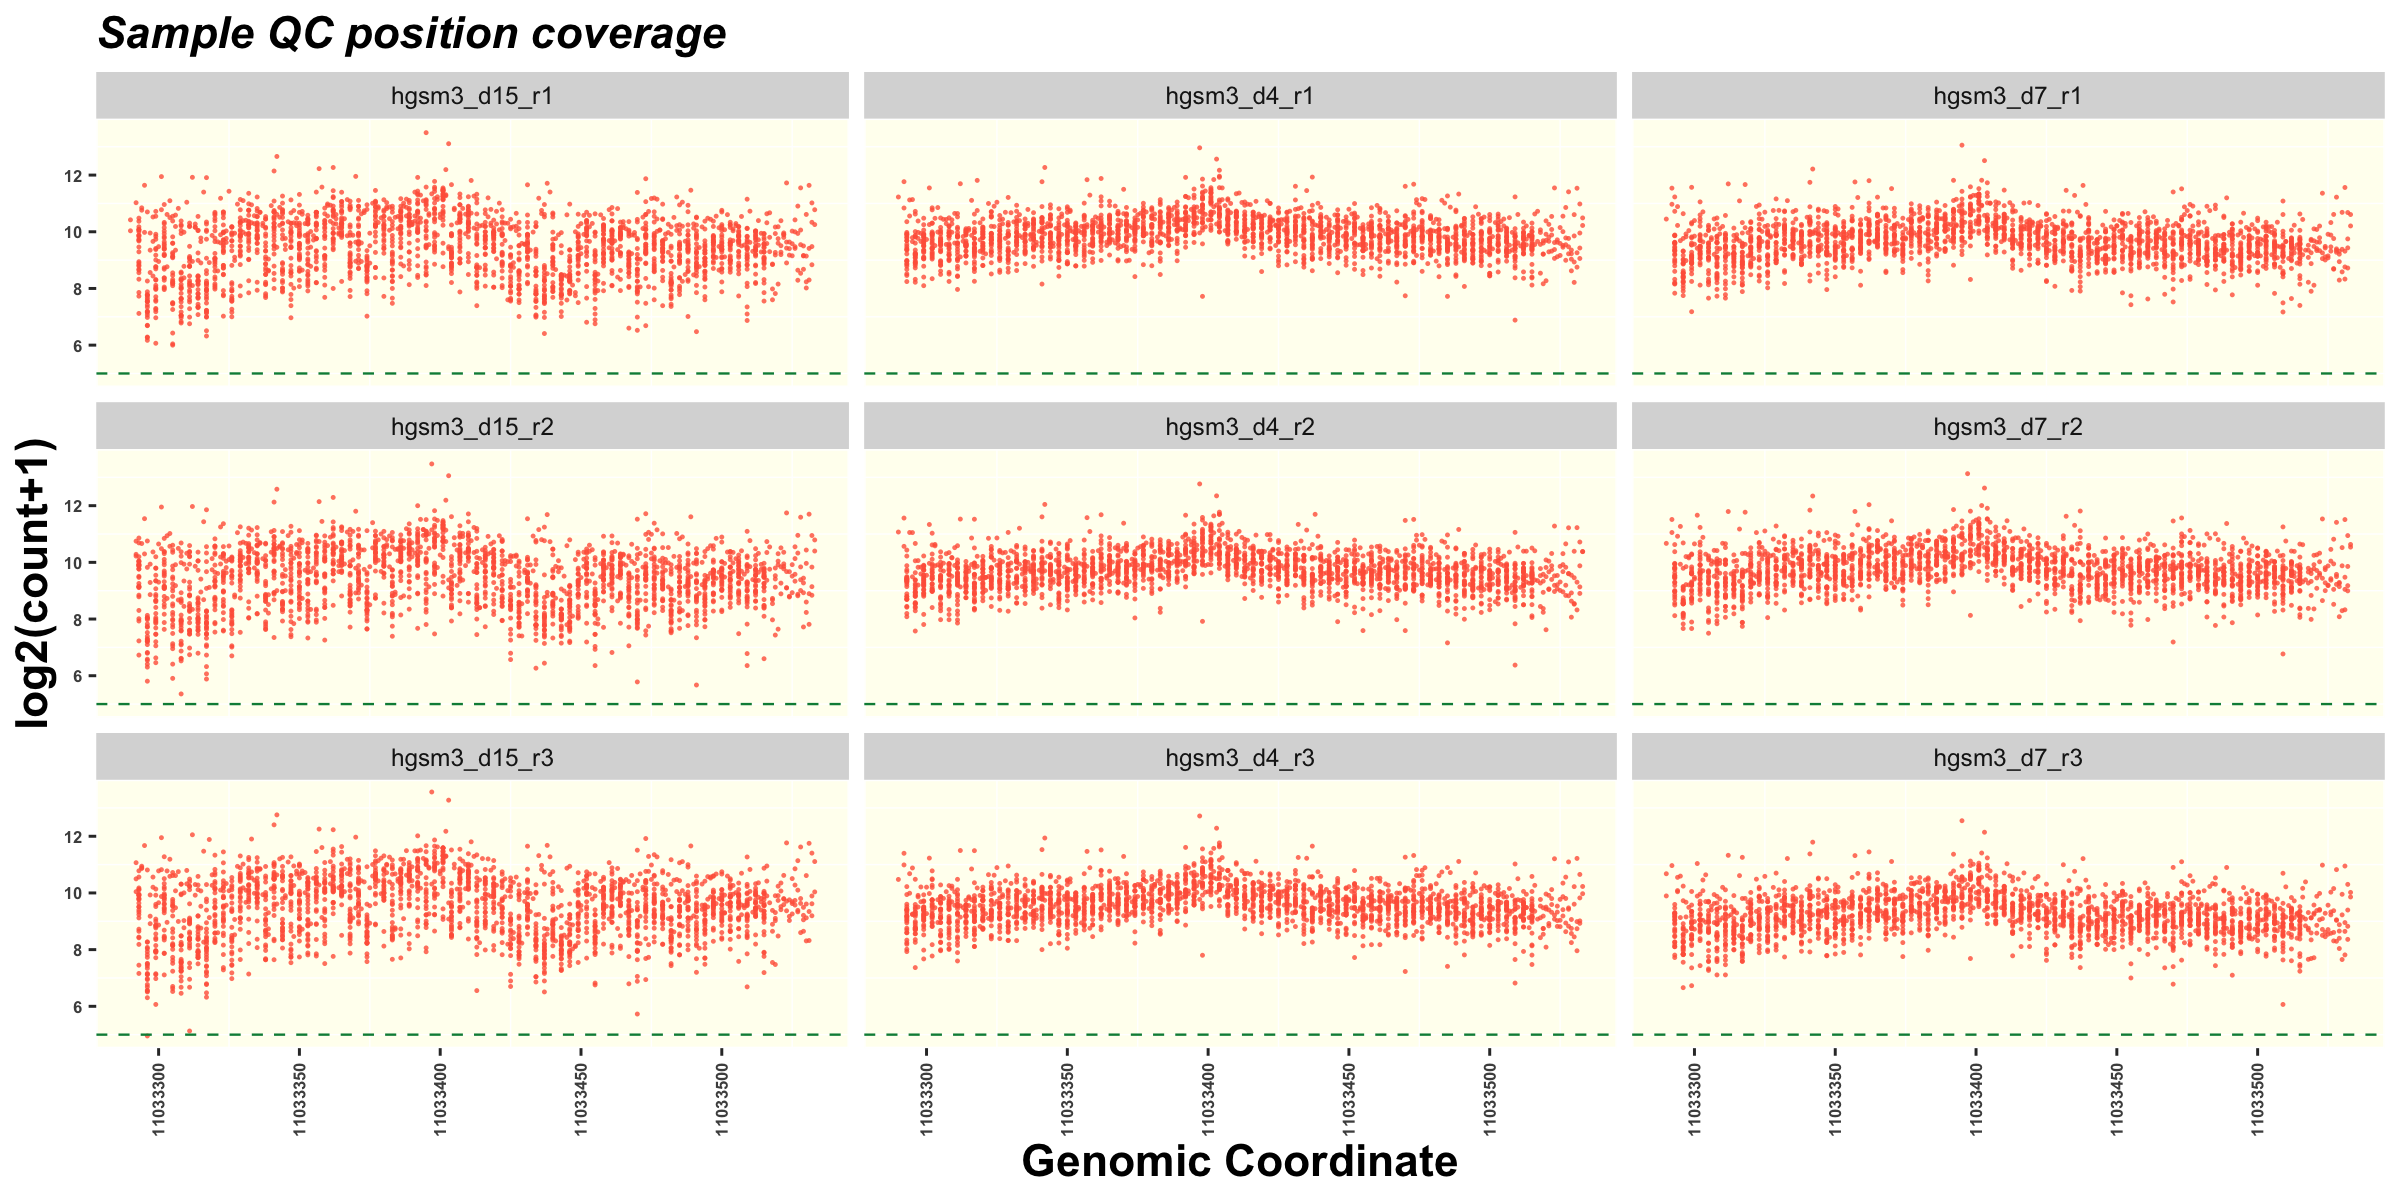 Sample QC position coverage
hgsm3_d15_r1
hgsm3_d4_r1
hgsm3_d7_r1
12
10
8
6
hgsm3_d15_r2
hgsm3_d4_r2
hgsm3_d7_r2
12
10
8
6
log2(count+1)
hgsm3_d15_r3
hgsm3_d4_r3
hgsm3_d7_r3
12
10
8
6
11033300
11033350
11033400
11033450
11033500
11033300
11033350
11033400
11033450
11033500
11033300
11033350
11033400
11033450
11033500
Genomic Coordinate